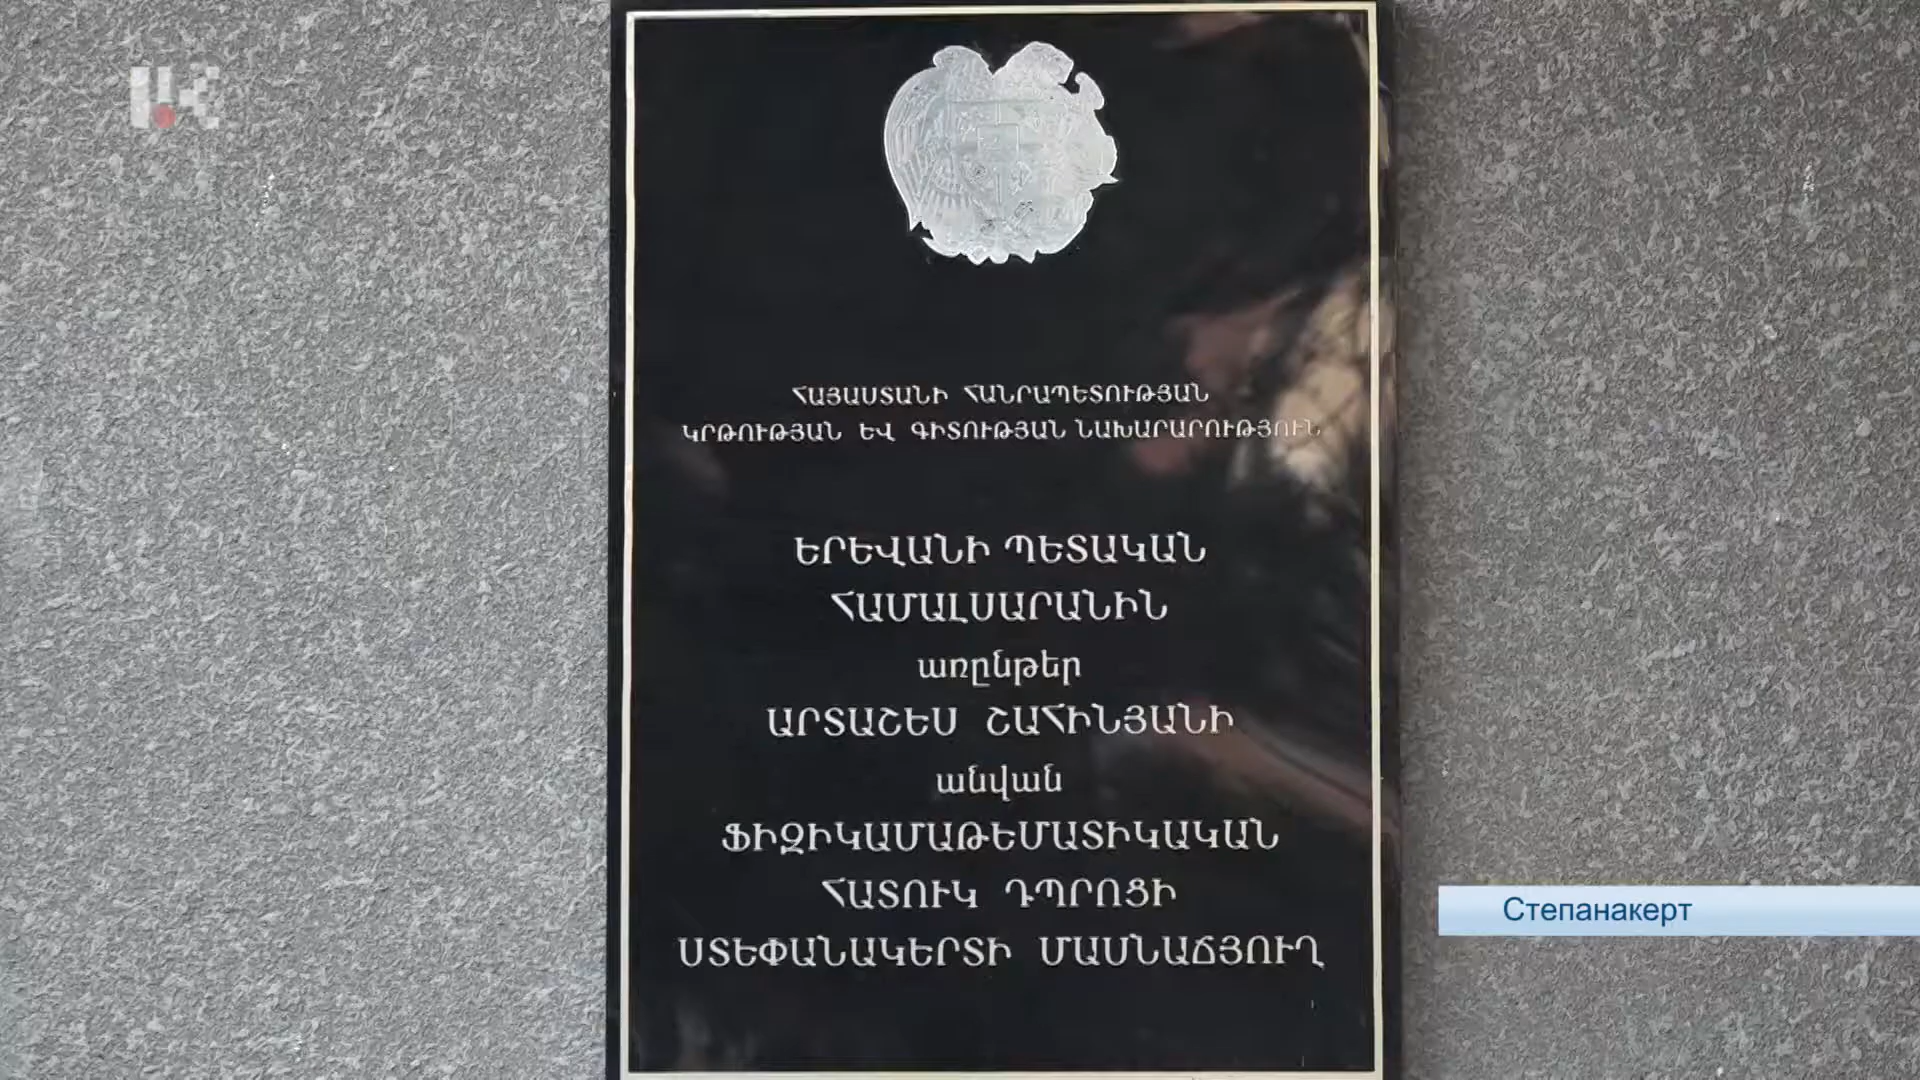 ՀԱՅԱՍՏԱՆԻ ՀԱՆՐԱՊԵՏՈՒԹՅԱՆ
ԿՐԹՈՒԹՅԱՆ ԵՎ ԳԻՏՈՒԹՅԱՆ ՆԱԽԱՐԱՐՈՒԹՅՈՒՆ
ԵՐԵՎԱՆԻ ՊԵՏԱԿԱՆ
ՀԱՄԱԼՍԱՐԱՆԻՆ
առընթեր
ԱՐՏԱՇԵՍ ՇԱՀԻՆՅԱՆԻ
անվան
ՖԻԶԻԿԱՄԱԹԵՄԱՏԻԿԱԿԱՆ
ՀԱՏՈՒԿ ԴՊՐՈՑԻ
ՍՏԵՓԱՆԱԿԵՐՏԻ ՄԱՍՆԱՃՅՈՒՂ
Степанакерт